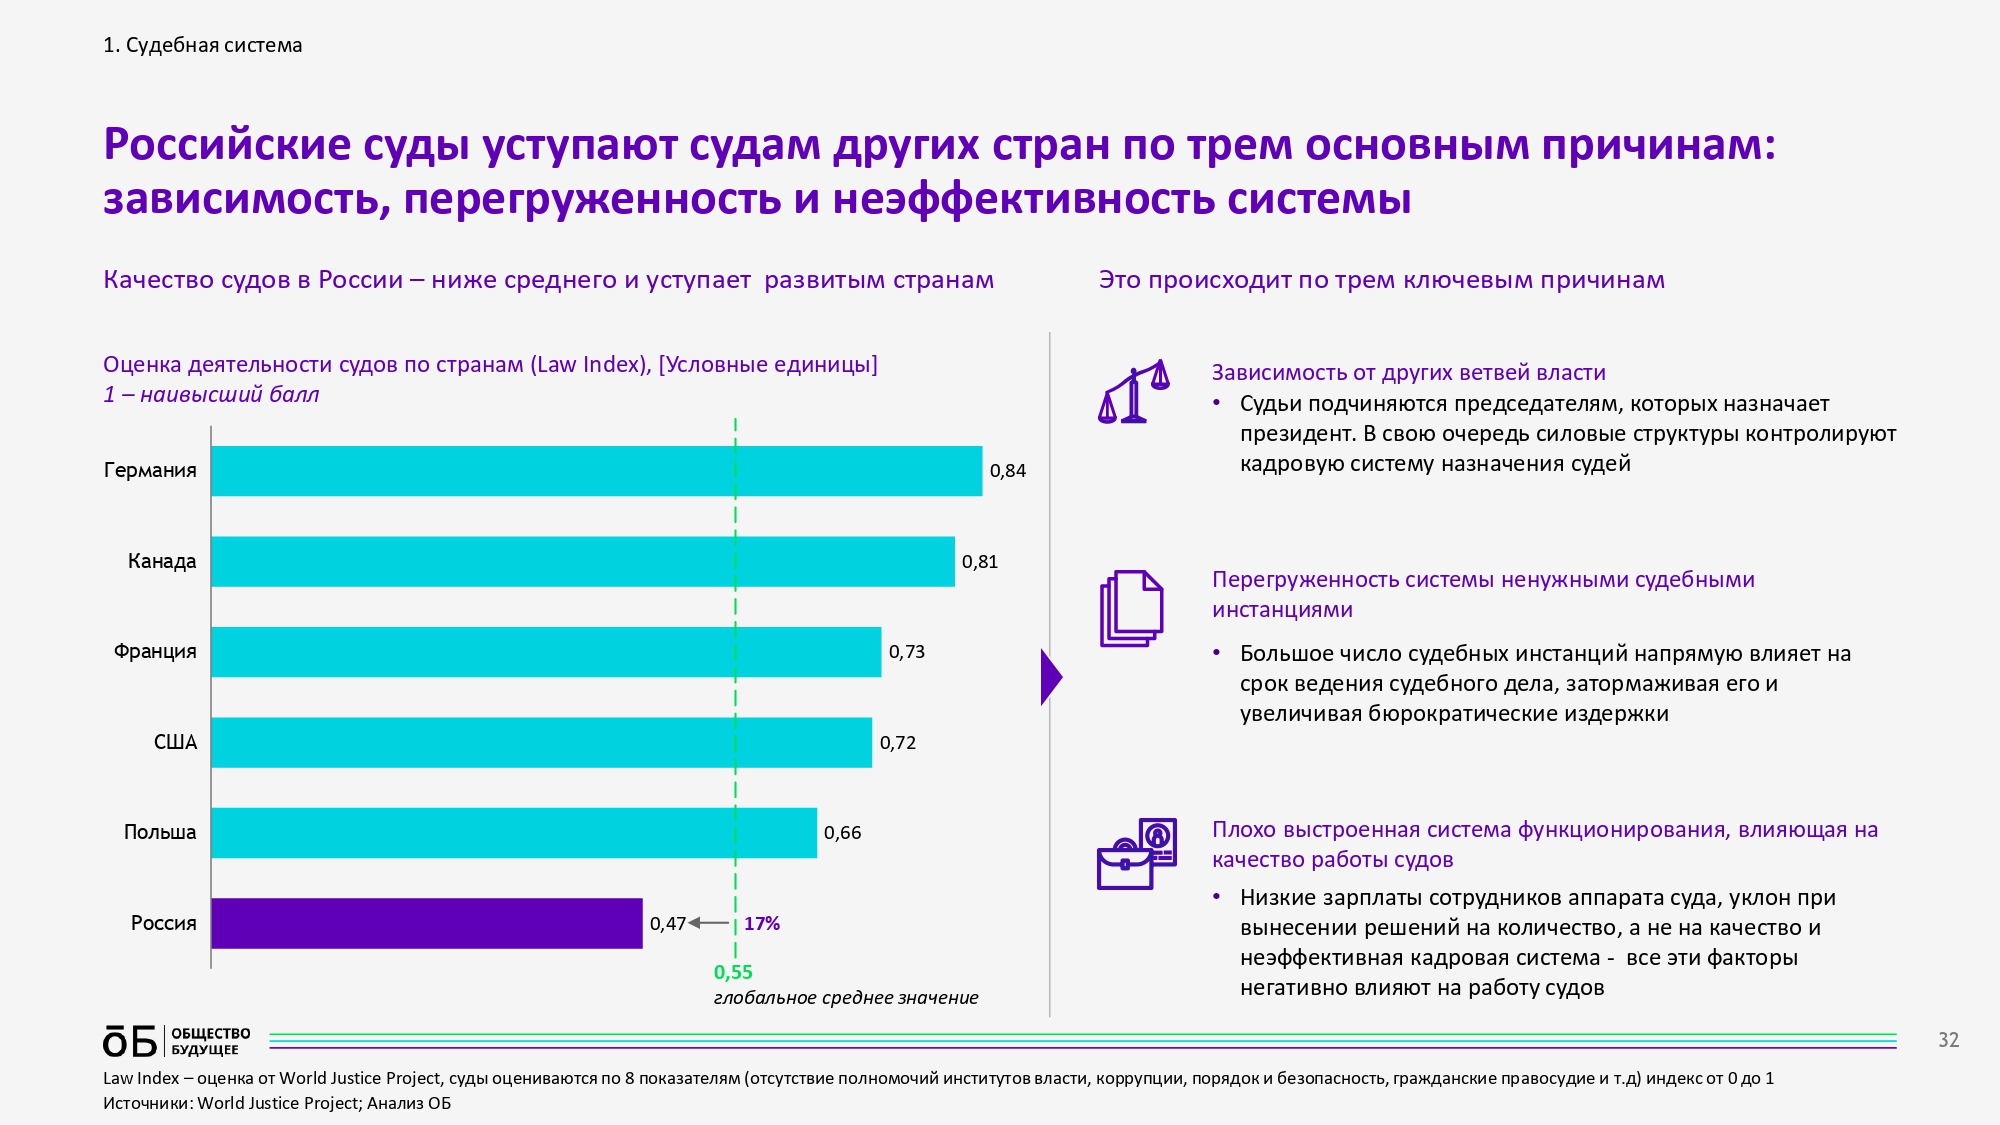 1. Судебная система
Российские суды уступают судам других стран по трем основным причинам:
зависимость, перегруженность и неэффективность системы
Качество судов в России – ниже среднего и уступает развитым странам
Оценка деятельности судов по странам (Law Index), [Условные единицы]
1 – наивысший балл
Германия
0,84
Канада
0,81
Франция
0,73
США
0,72
Польша
0,66
Россия
0,47
17%
0,55
глобальное среднее значение
Это происходит по трем ключевым причинам
Зависимость от других ветвей власти
• Судьи подчиняются председателям, которых назначает
президент. В свою очередь силовые структуры контролируют
кадровую систему назначения судей
Перегруженность системы ненужными судебными
инстанциями
• Большое число судебных инстанций напрямую влияет на
срок ведения судебного дела, затормаживая его и
увеличивая бюрократические издержки
Плохо выстроенная система функционирования, влияющая на
качество работы судов
• Низкие зарплаты сотрудников аппарата суда, уклон при
вынесении решений на количество, а не на качество и
неэффективная кадровая система - все эти факторы
негативно влияют на работу судов
ōБ
ОБЩЕСТВО
БУДУЩЕЕ
32
Law Index – оценка от World Justice Project, суды оцениваются по 8 показателям (отсутствие полномочий институтов власти, коррупции, порядок и безопасность, гражданские правосудие и т.д) индекс от 0 до 1
Источники: World Justice Project; Анализ ОБ